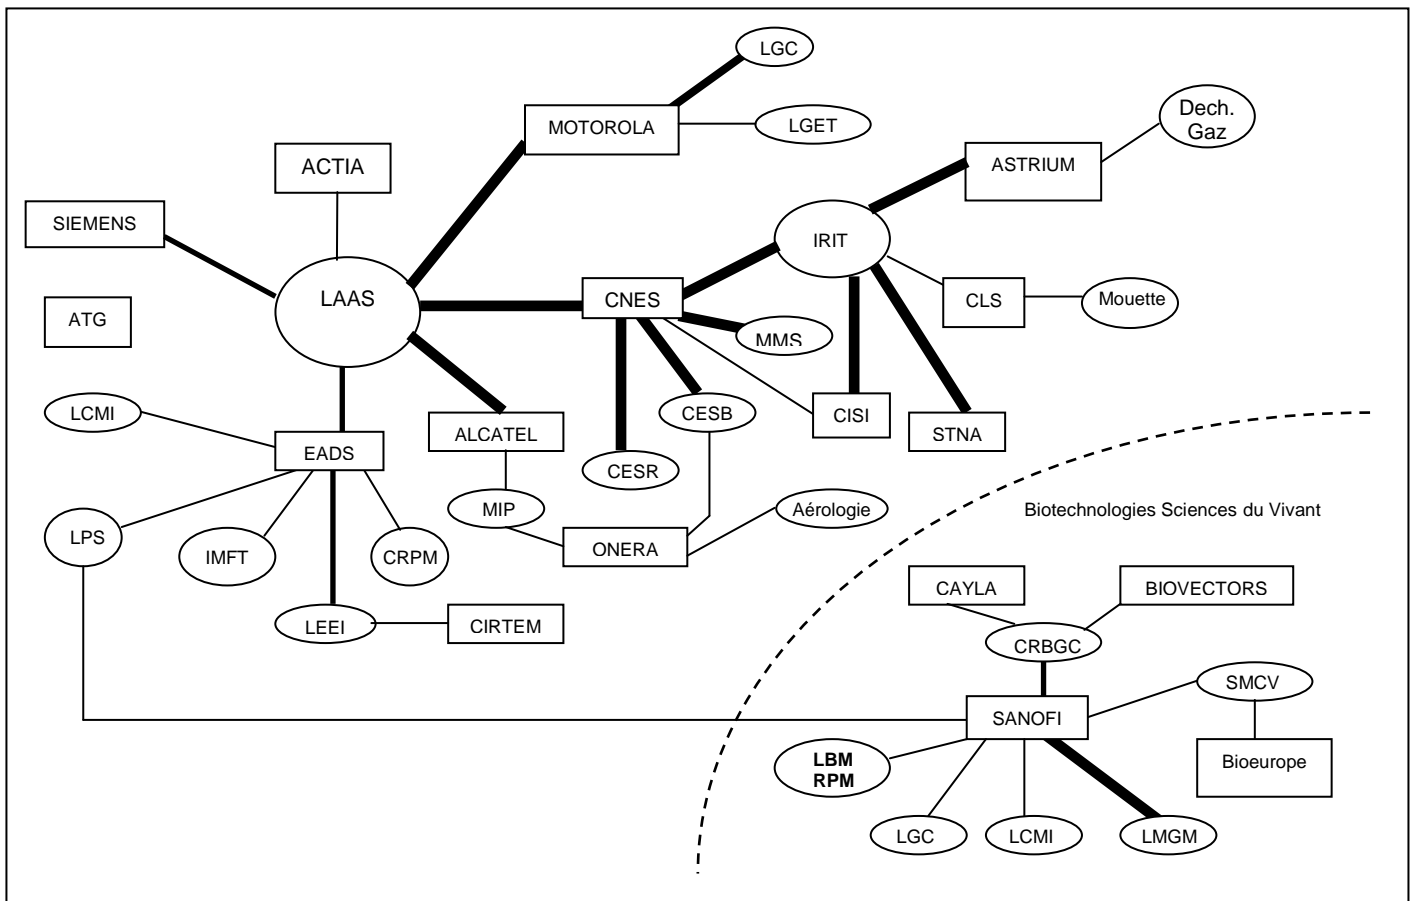 LGC
MOTOROLA
LGET
Dech.
Gaz
ASTRIUM
ACTIA
SIEMENS
IRIT
LAAS
CNES
CLS
Mouette
ATG
MMS
LCMI
CESB
CISI
STNA
ALCATEL
EADS
CESR
MIP
Aérologie
Biotechnologies Sciences du Vivant
LPS
IMFT
CRPM
ONERA
CAYLA
BIOVECTORS
LEEI
CIRTEM
CRBGC
SMCV
SANOFI
LBM
RPM
Bioeurope
LGC
LCMI
LMGM